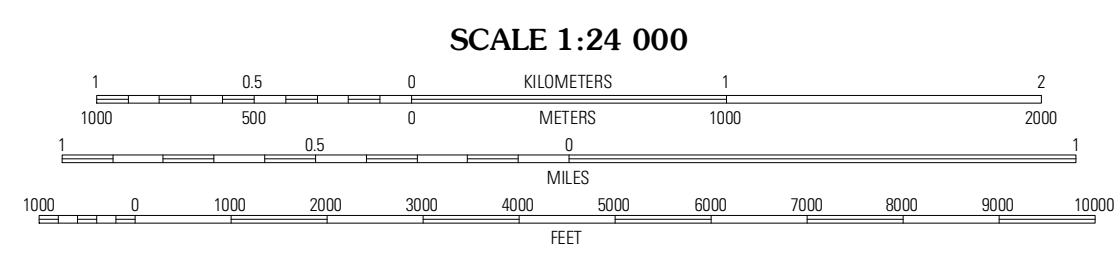 SCALE 1:24 000
1 0.5 0 KILOMETERS 1 2
1000 500 0 METERS 1000 2000
1 0.5 0 1
MILES
1000 0 1000 2000 3000 4000 5000 6000 7000 8000 9000 10000
FEET